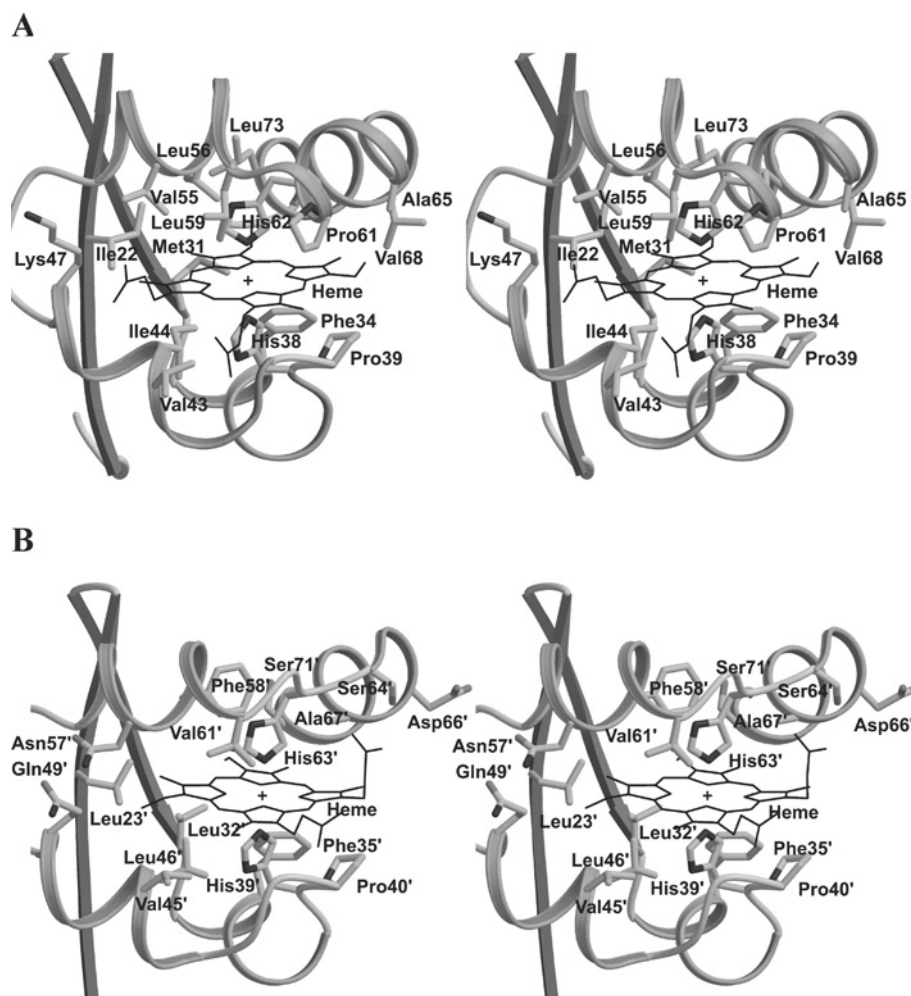 A
Leu73 Leu73
Leu56 Leu56
Val55 Ala65 Val55 Ala65
Leu59 His62 Leu59 His62
Lys47 Ile22 Met31 Pro61 Val68 Lys47 Ile22 Met31 Pro61 Val68
Heme Heme
Ile44 Phe34 Ile44 Phe34
His38 Pro39 His38 Pro39
Val43 Val43
B
Ser71' Ser71'
Phe58' Ser64' Phe58' Ser64'
Asn57' Val61' Ala67' Asp66' Asn57' Val61' Ala67' Asp66'
Gln49' His63' Gln49' His63'
Leu23' Heme Leu23' Heme
Leu32' Leu32'
Leu46' Phe35' Leu46' Phe35'
Val45' His39' Pro40' Val45' His39' Pro40'